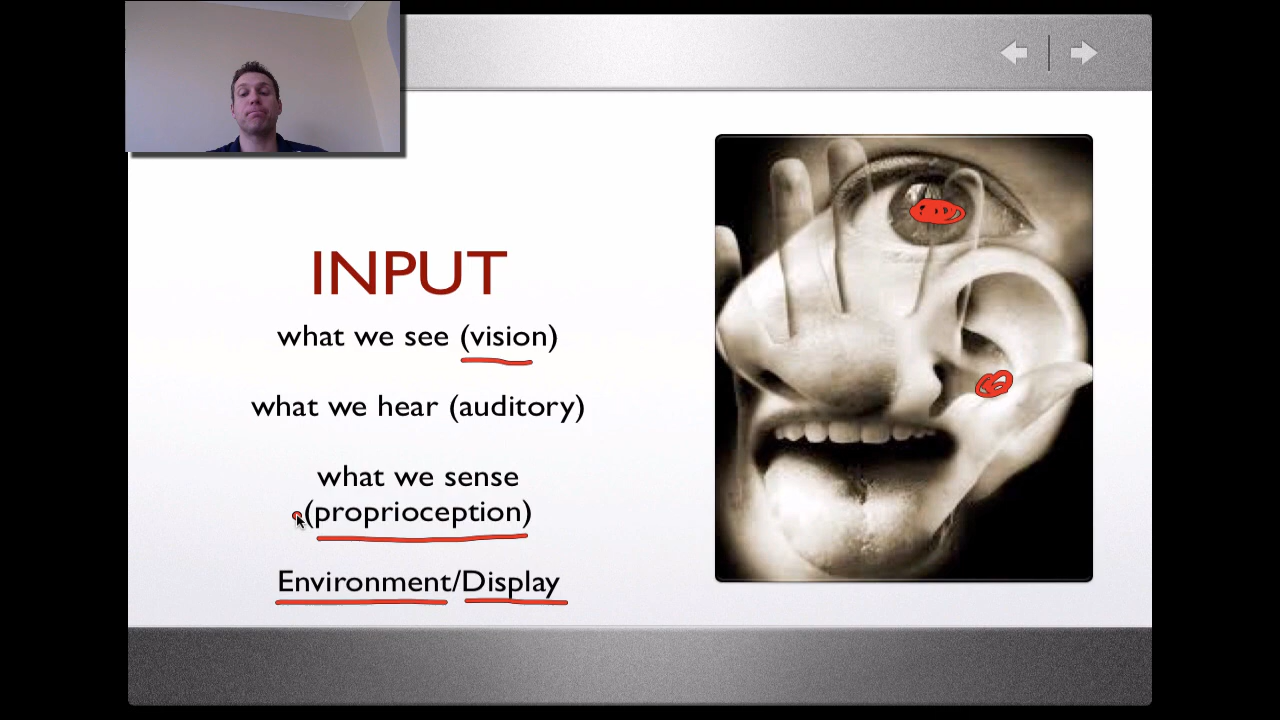 INPUT
what we see (vision)
what we hear (auditory)
what we sense
(proprioception)
Environment/Display